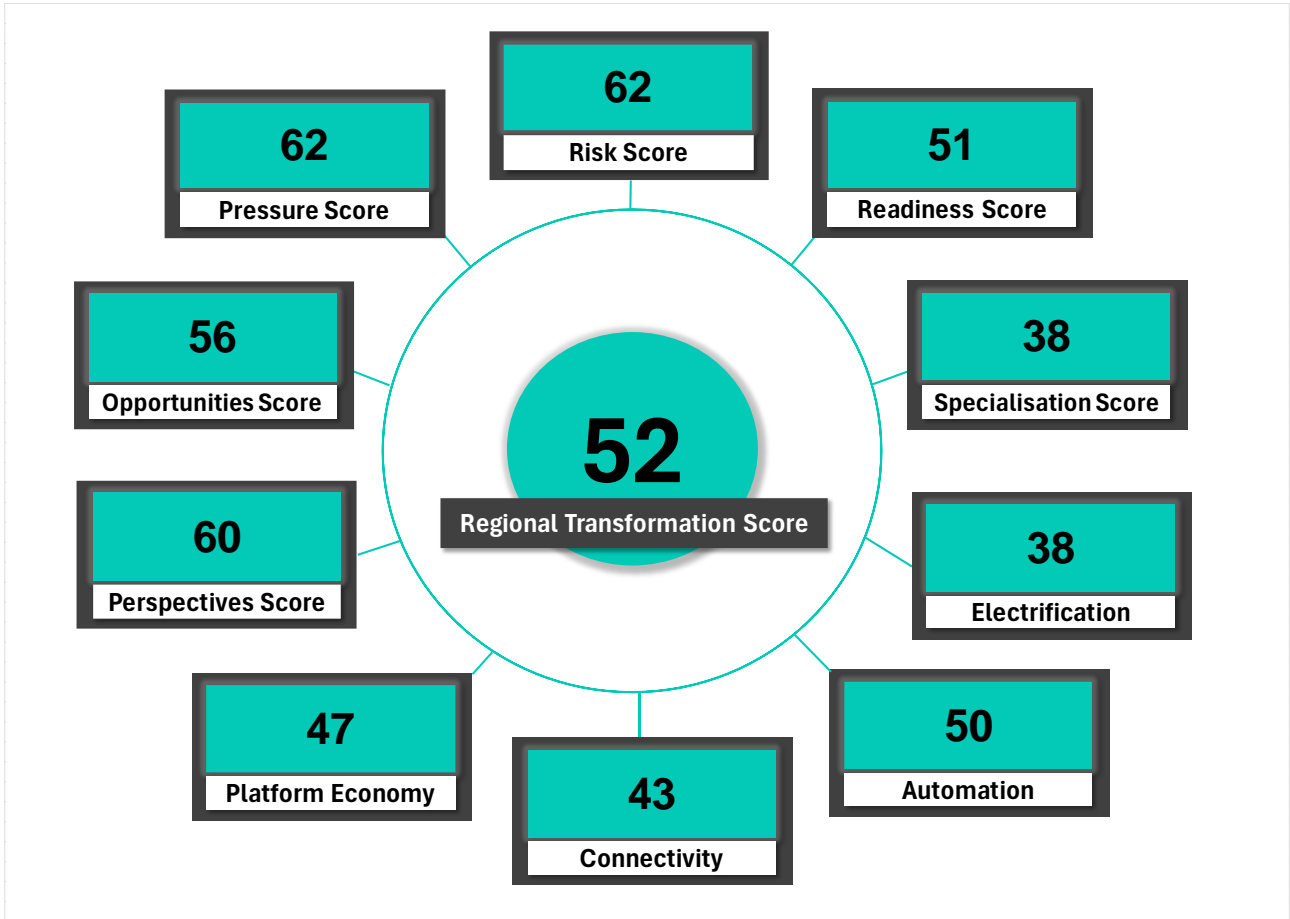 62
Risk Score
62
Pressure Score
51
Readiness Score
56
Opportunities Score
38
Specialisation Score
52
Regional Transformation Score
60
Perspectives Score
38
Electrification
47
Platform Economy
50
Automation
43
Connectivity